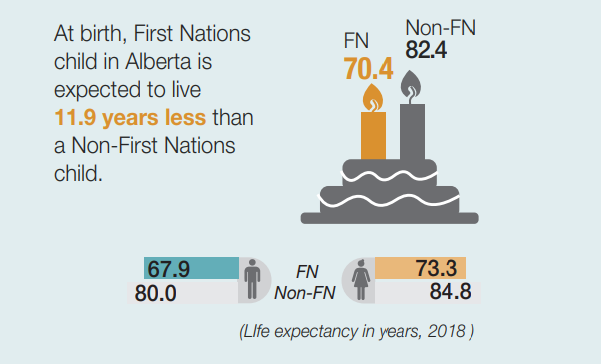 At birth, First Nations
child in Alberta is
expected to live
11.9 years less than
a Non-First Nations
child.
FN
70.4
Non-FN
82.4
67.9
FN
73.3
80.0
Non-FN
84.8
(LIfe expectancy in years, 2018 )